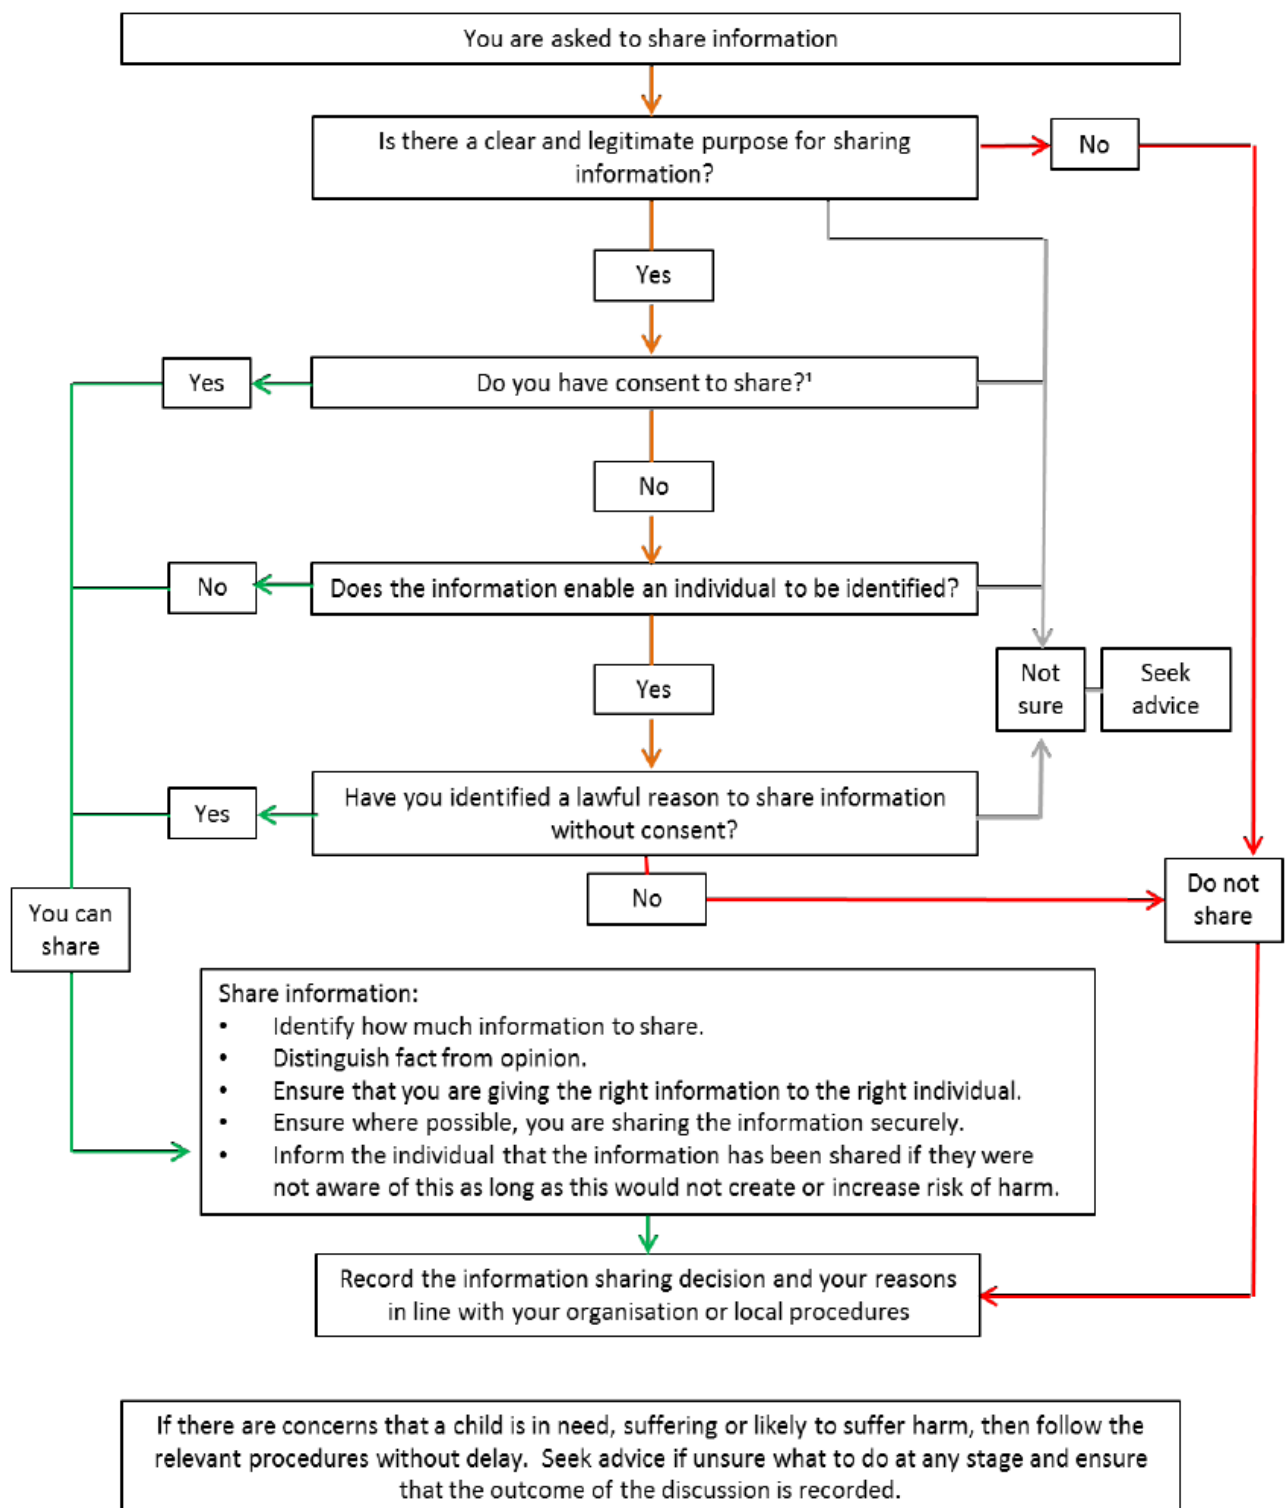 You are asked to share information
Is there a clear and legitimate purpose for sharing
information?
No
Yes
Yes
Do you have consent to share?¹
No
No
Does the information enable an individual to be identified?
Not
sure
Seek
advice
Yes
Yes
Have you identified a lawful reason to share information
without consent?
No
Do not
share
You can
share
Share information:
• Identify how much information to share.
• Distinguish fact from opinion.
• Ensure that you are giving the right information to the right individual.
• Ensure where possible, you are sharing the information securely.
• Inform the individual that the information has been shared if they were
not aware of this as long as this would not create or increase risk of harm.
Record the information sharing decision and your reasons
in line with your organisation or local procedures
If there are concerns that a child is in need, suffering or likely to suffer harm, then follow the
relevant procedures without delay.  Seek advice if unsure what to do at any stage and ensure
that the outcome of the discussion is recorded.